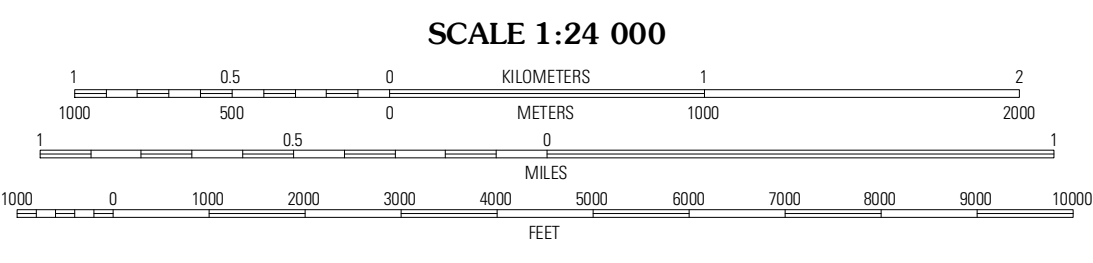 SCALE 1:24 000
1 0.5 0 KILOMETERS 1 2
1000 500 0 METERS 1000 2000
1 0.5 0 1
MILES
1000 0 1000 2000 3000 4000 5000 6000 7000 8000 9000 10000
FEET